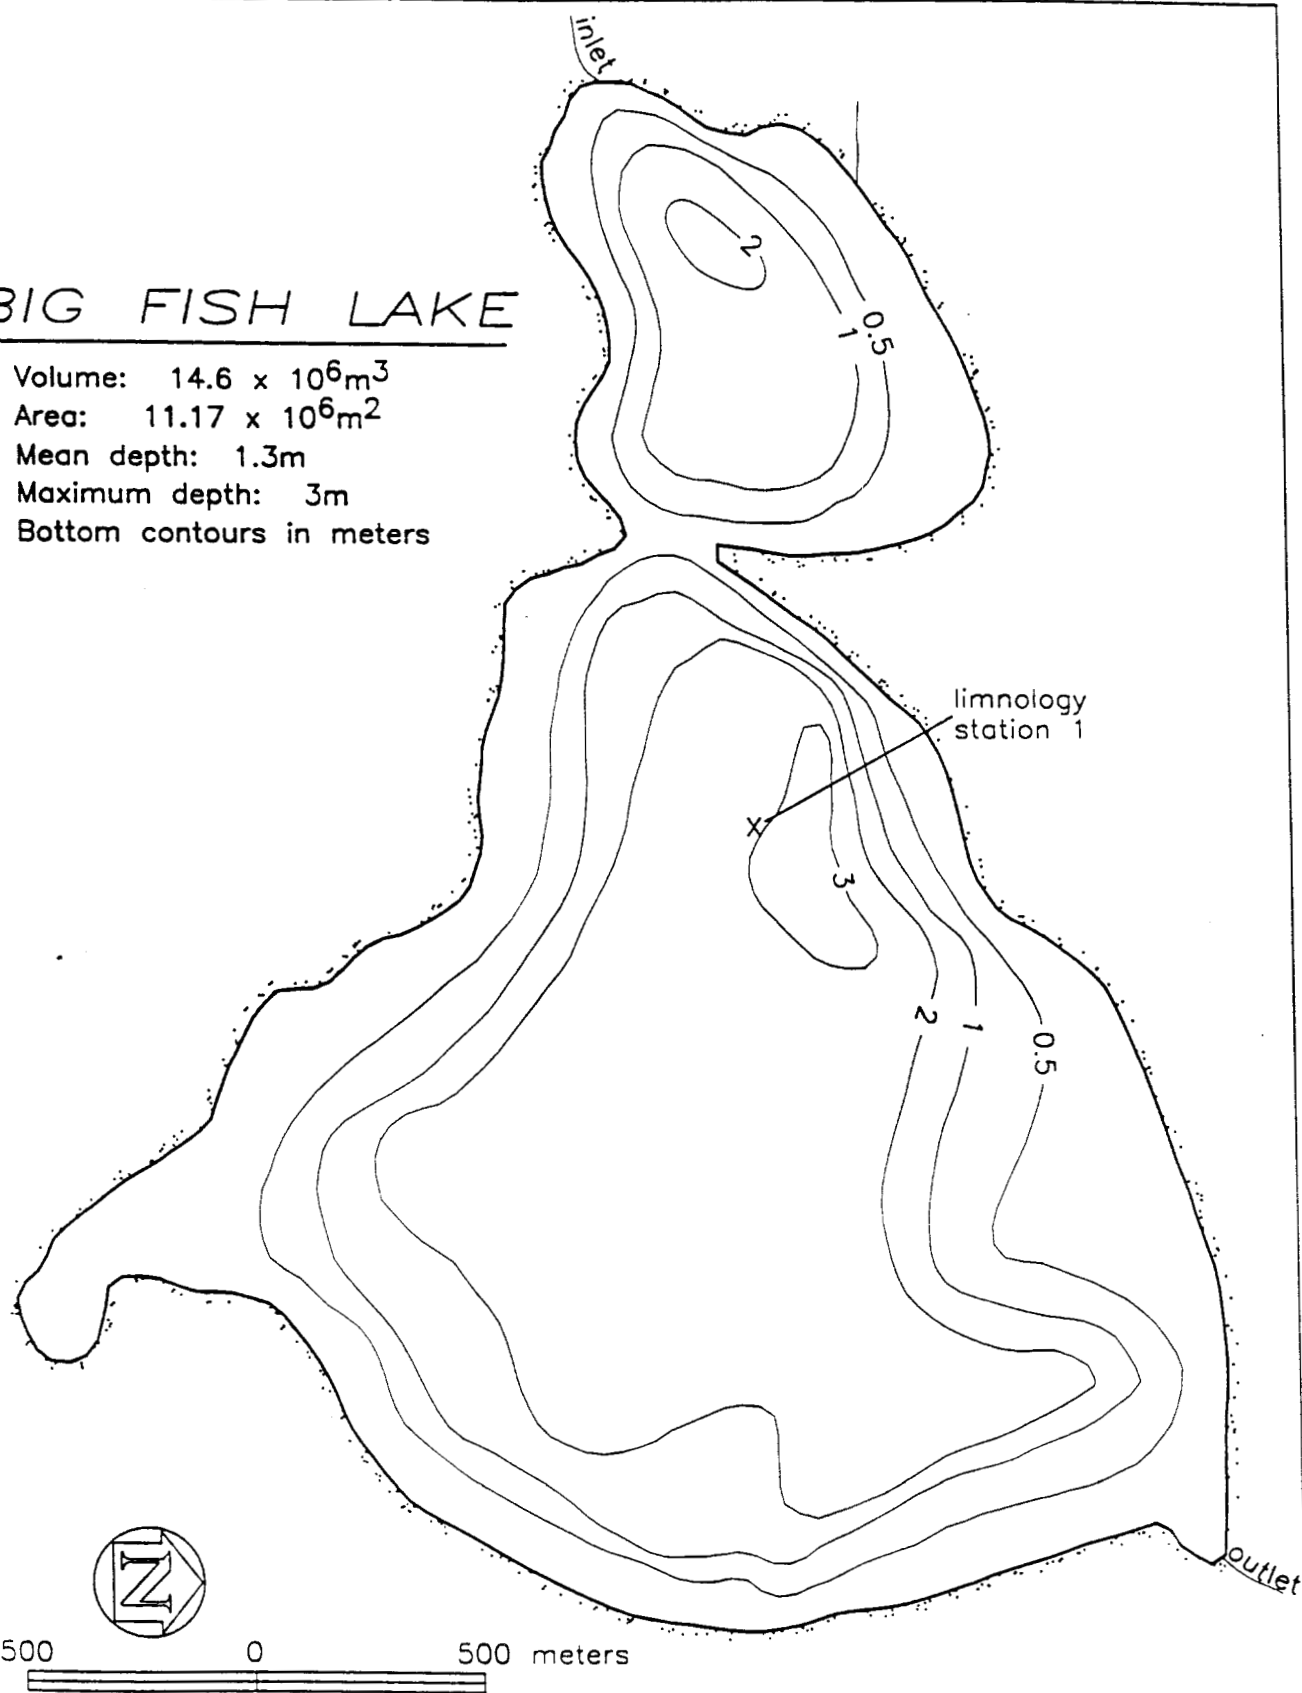 inlet
2
0.5
1
BIG FISH LAKE
Volume: 14.6 x 10⁶m³
Area: 11.17 x 10⁶m²
Mean depth: 1.3m
Maximum depth: 3m
Bottom contours in meters
limnology
station 1
X
3
2
1
0.5
outlet
N
500 0 500 meters